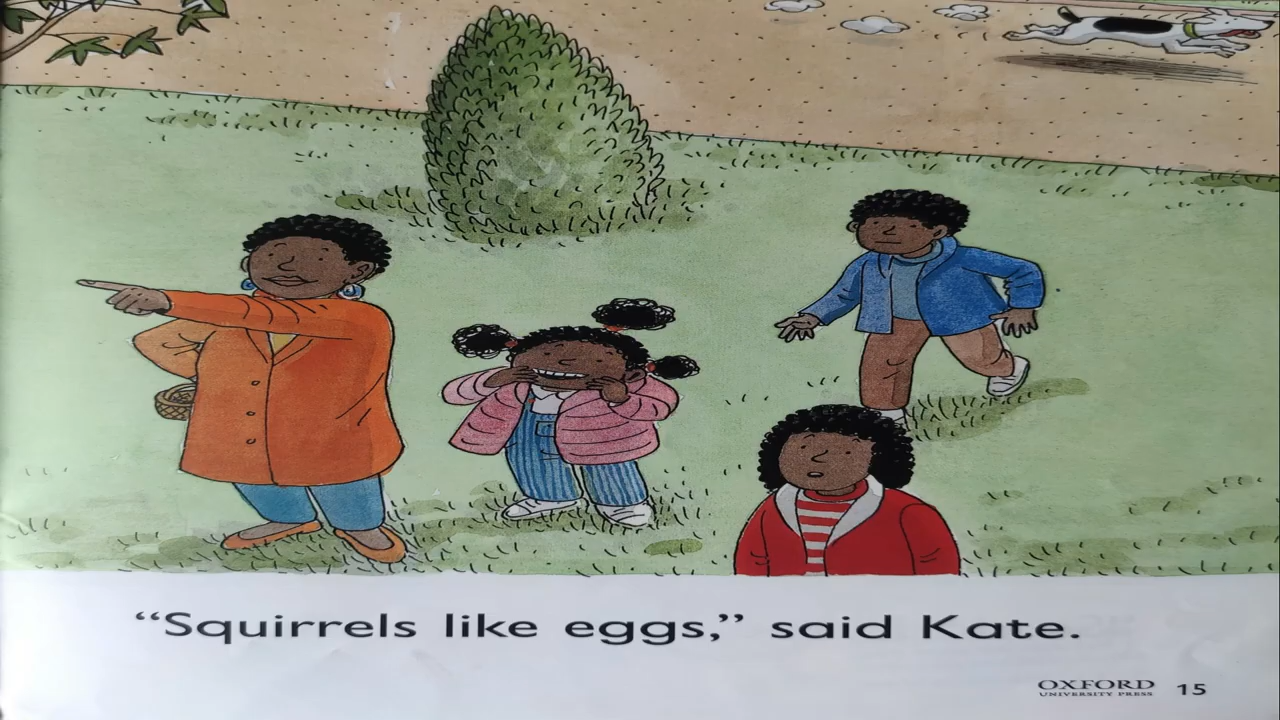 “Squirrels like eggs,” said Kate.
OXFORD
UNIVERSITY PRESS
15